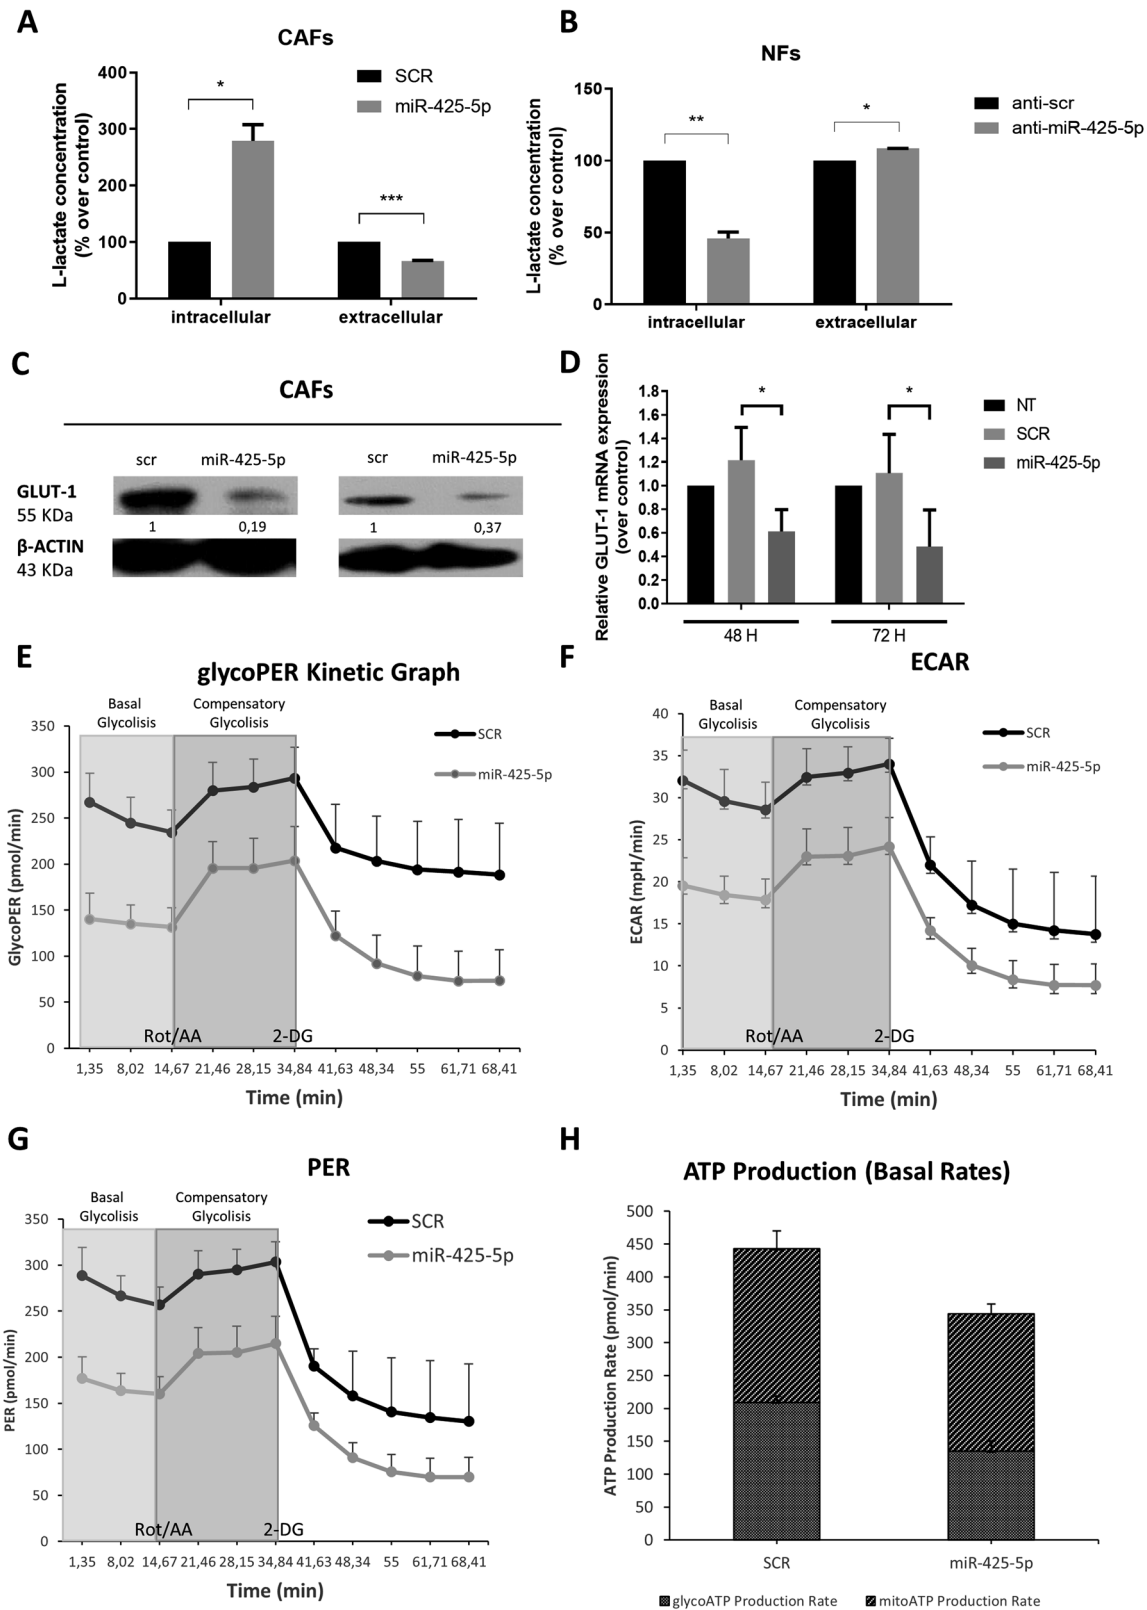 A
CAFs
L-lactate concentration
(% over control)
400
300
200
100
0
*
***
SCR
miR-425-5p
intracellular
extracellular
B
NFs
L-lactate concentration
(% over control)
150
100
50
0
**
*
anti-scr
anti-miR-425-5p
intracellular
extracellular
C
CAFs
scr
miR-425-5p
scr
miR-425-5p
GLUT-1
55 KDa
1
0,19
1
0,37
β-ACTIN
43 KDa
D
Relative GLUT-1 mRNA expression
(over control)
1.8
1.6
1.4
1.2
1.0
0.8
0.6
0.4
0.2
0.0
*
*
NT
SCR
miR-425-5p
48 H
72 H
E
glycoPER Kinetic Graph
Basal
Glycolisis
Compensatory
Glycolisis
SCR
miR-425-5p
GlycoPER (pmol/min)
350
300
250
200
150
100
50
0
Rot/AA
2-DG
1,35 8,02 14,67 21,46 28,15 34,84 41,63 48,34 55 61,71 68,41
Time (min)
F
ECAR
Basal
Glycolisis
Compensatory
Glycolisis
SCR
miR-425-5p
ECAR (mpH/min)
40
35
30
25
20
15
10
5
0
Rot/AA
2-DG
1,35 8,02 14,67 21,46 28,15 34,84 41,63 48,34 55 61,71 68,41
Time (min)
G
PER
Basal
Glycolisis
Compensatory
Glycolisis
SCR
miR-425-5p
PER (pmol/min)
350
300
250
200
150
100
50
0
Rot/AA
2-DG
1,35 8,02 14,67 21,46 28,15 34,84 41,63 48,34 55 61,71 68,41
Time (min)
H
ATP Production (Basal Rates)
ATP Production Rate (pmol/min)
500
450
400
350
300
250
200
150
100
50
0
SCR
miR-425-5p
glycoATP Production Rate
mitoATP Production Rate